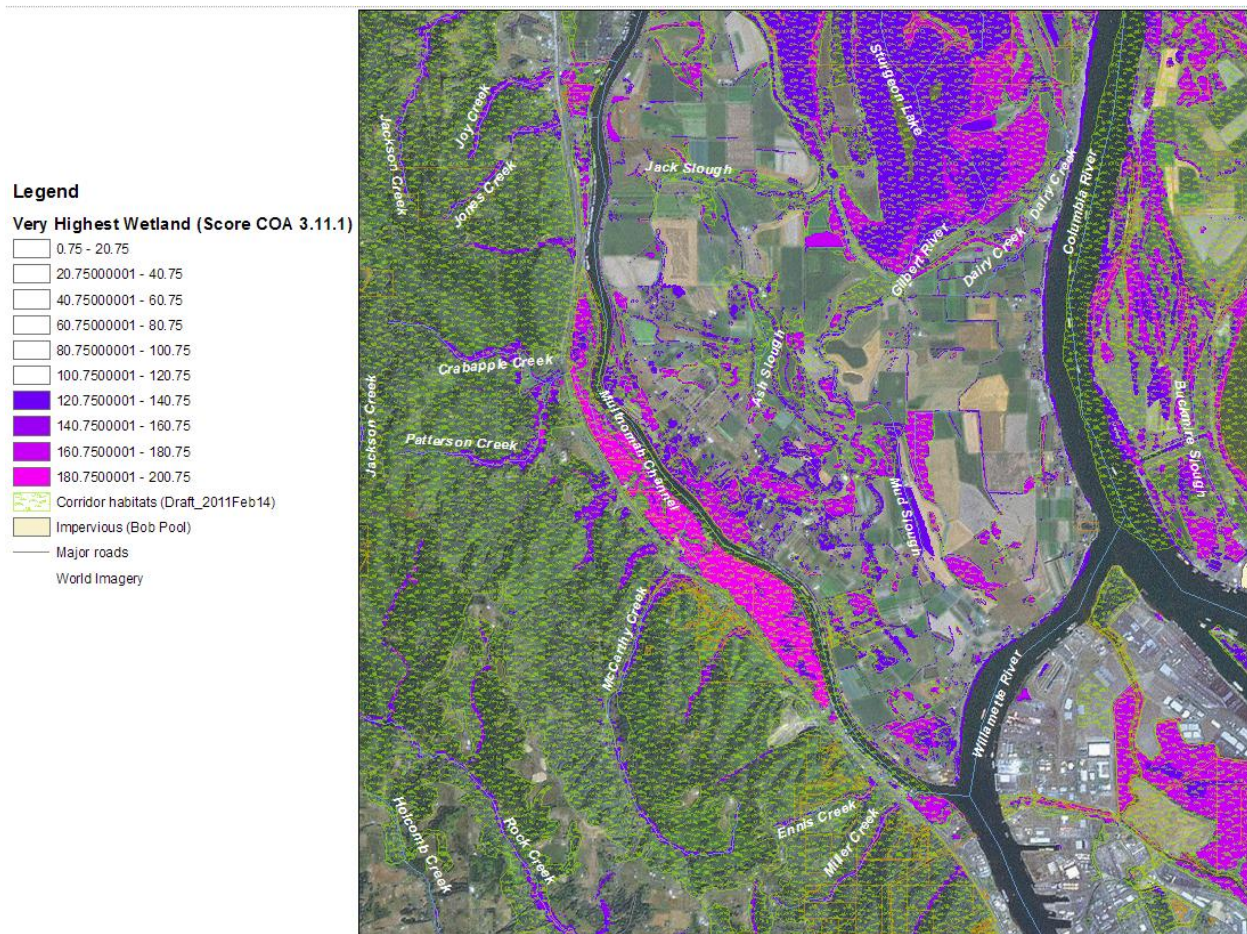 Legend
Very Highest Wetland (Score COA 3.11.1)
0.75 - 20.75
20.75000001 - 40.75
40.75000001 - 60.75
60.75000001 - 80.75
80.75000001 - 100.75
100.7500001 - 120.75
120.7500001 - 140.75
140.7500001 - 160.75
160.7500001 - 180.75
180.7500001 - 200.75
Corridor habitats (Draft_2011Feb14)
Impervious (Bob Pool)
Major roads
World Imagery
Jackson Creek
Joy Creek
Jones Creek
Jack Slough
Sturgeon Lake
Gilbert River
Dairy Creek
Dairy Creek
Columbia River
Crabapple Creek
Jackson Creek
Patterson Creek
Multnomah Channel
Ash Slough
Mud Slough
Buckmire Slough
McCarthy Creek
Willamette River
Holcomb Creek
Rock Creek
Ennis Creek
Miller Creek